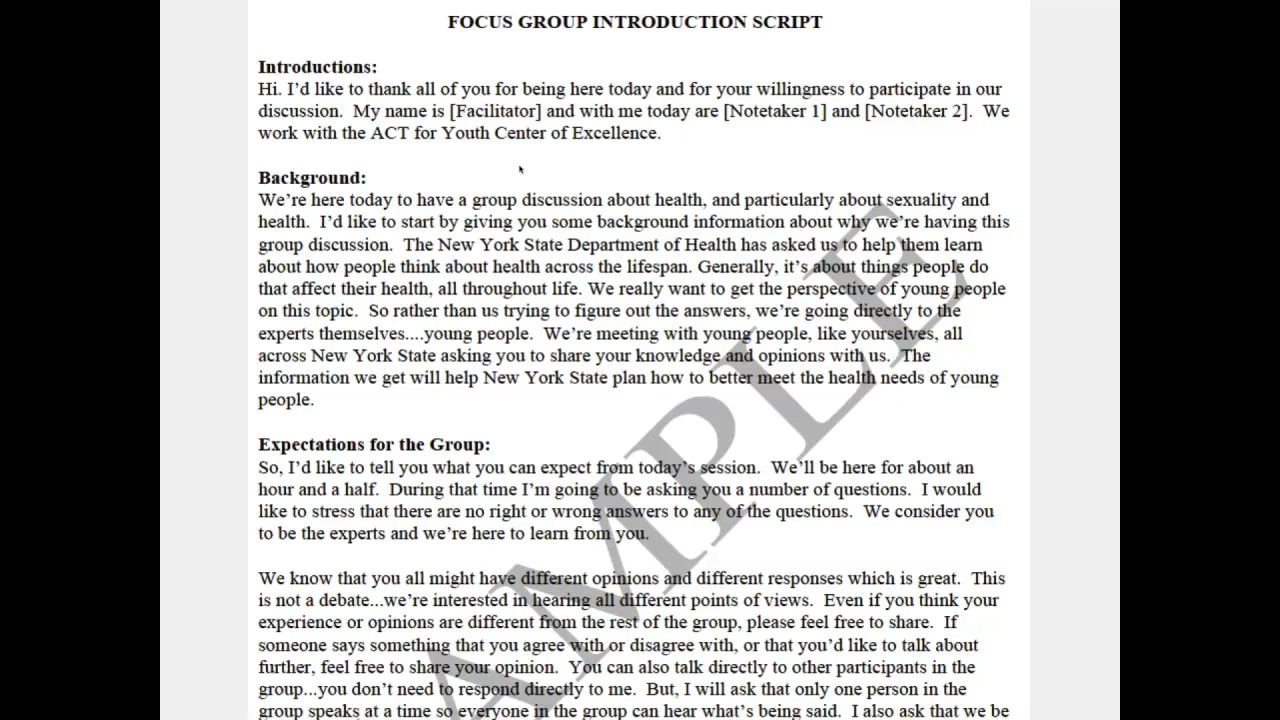 FOCUS GROUP INTRODUCTION SCRIPT
Introductions:
Hi. I’d like to thank all of you for being here today and for your willingness to participate in our
discussion.  My name is [Facilitator] and with me today are [Notetaker 1] and [Notetaker 2].  We
work with the ACT for Youth Center of Excellence.
Background:
We’re here today to have a group discussion about health, and particularly about sexuality and
health.  I’d like to start by giving you some background information about why we’re having this
group discussion.  The New York State Department of Health has asked us to help them learn
about how people think about health across the lifespan. Generally, it’s about things people do
that affect their health, all throughout life. We really want to get the perspective of young people
on this topic.  So rather than us trying to figure out the answers, we’re going directly to the
experts themselves....young people.  We’re meeting with young people, like yourselves, all
across New York State asking you to share your knowledge and opinions with us.  The
information we get will help New York State plan how to better meet the health needs of young
people.
Expectations for the Group:
So, I’d like to tell you what you can expect from today’s session.  We’ll be here for about an
hour and a half.  During that time I’m going to be asking you a number of questions.  I would
like to stress that there are no right or wrong answers to any of the questions.  We consider you
to be the experts and we’re here to learn from you.
We know that you all might have different opinions and different responses which is great.  This
is not a debate...we’re interested in hearing all different points of views.  Even if you think your
experience or opinions are different from the rest of the group, please feel free to share.  If
someone says something that you agree with or disagree with, or that you’d like to talk about
further, feel free to share your opinion.  You can also talk directly to other participants in the
group...you don’t need to respond directly to me.  But, I will ask that only one person in the
group speaks at a time so everyone in the group can hear what’s being said.  I also ask that we be
AMPLE